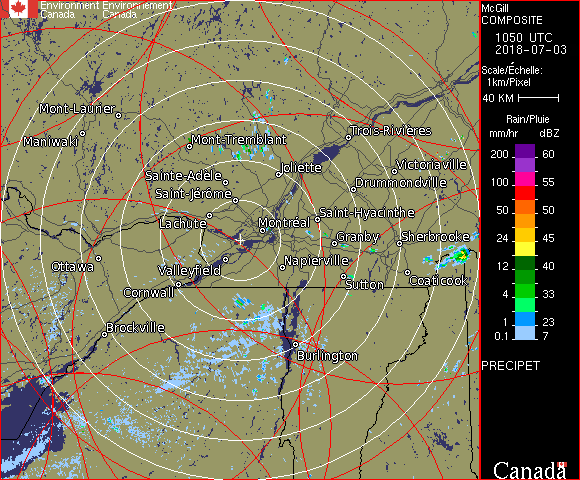 Environment Environnement
Canada Canada
McGill
COMPOSITE
1050 UTC
2018-07-03
Scale/Échelle:
1km/Pixel
40 KM
Rain/Pluie
mm/hr dBZ
200 60
100 55
50 50
24 45
12 40
4 33
1 23
0.1 7
PRECIPET
Canada
Mont-Laurier
Maniwaki
Mont-Tremblant
Trois-Rivières
Joliette
Victoriaville
Sainte-Adèle
Drummondville
Saint-Jérôme
Saint-Hyacinthe
Lachute
Montréal
Granby
Sherbrooke
Ottawa
Valleyfield
Napierville
Coaticook
Cornwall
Sutton
Brockville
Burlington